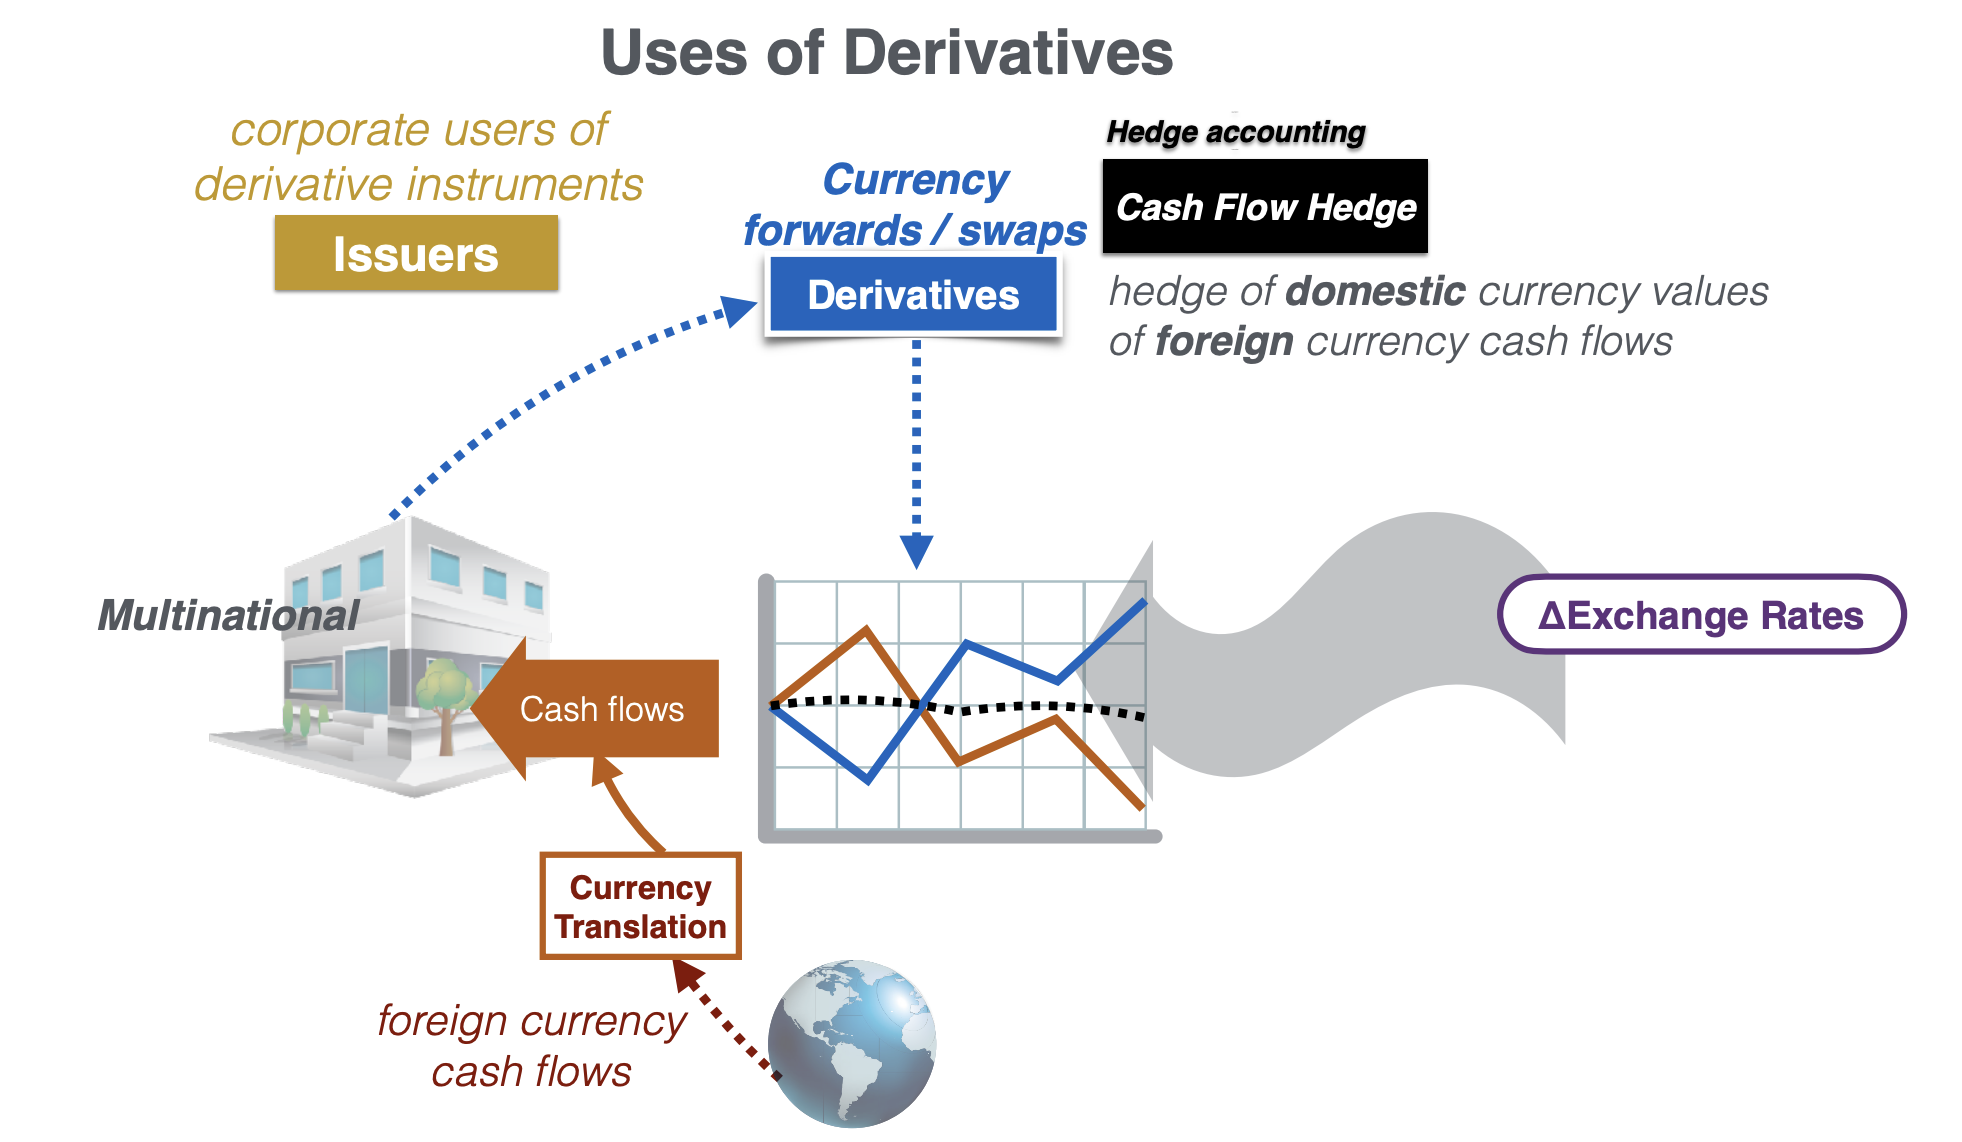 Uses of Derivatives
corporate users of
derivative instruments
Issuers
Currency
forwards / swaps
Derivatives
Hedge accounting
Cash Flow Hedge
hedge of domestic currency values
of foreign currency cash flows
Multinational
Cash flows
ΔExchange Rates
Currency
Translation
foreign currency
cash flows